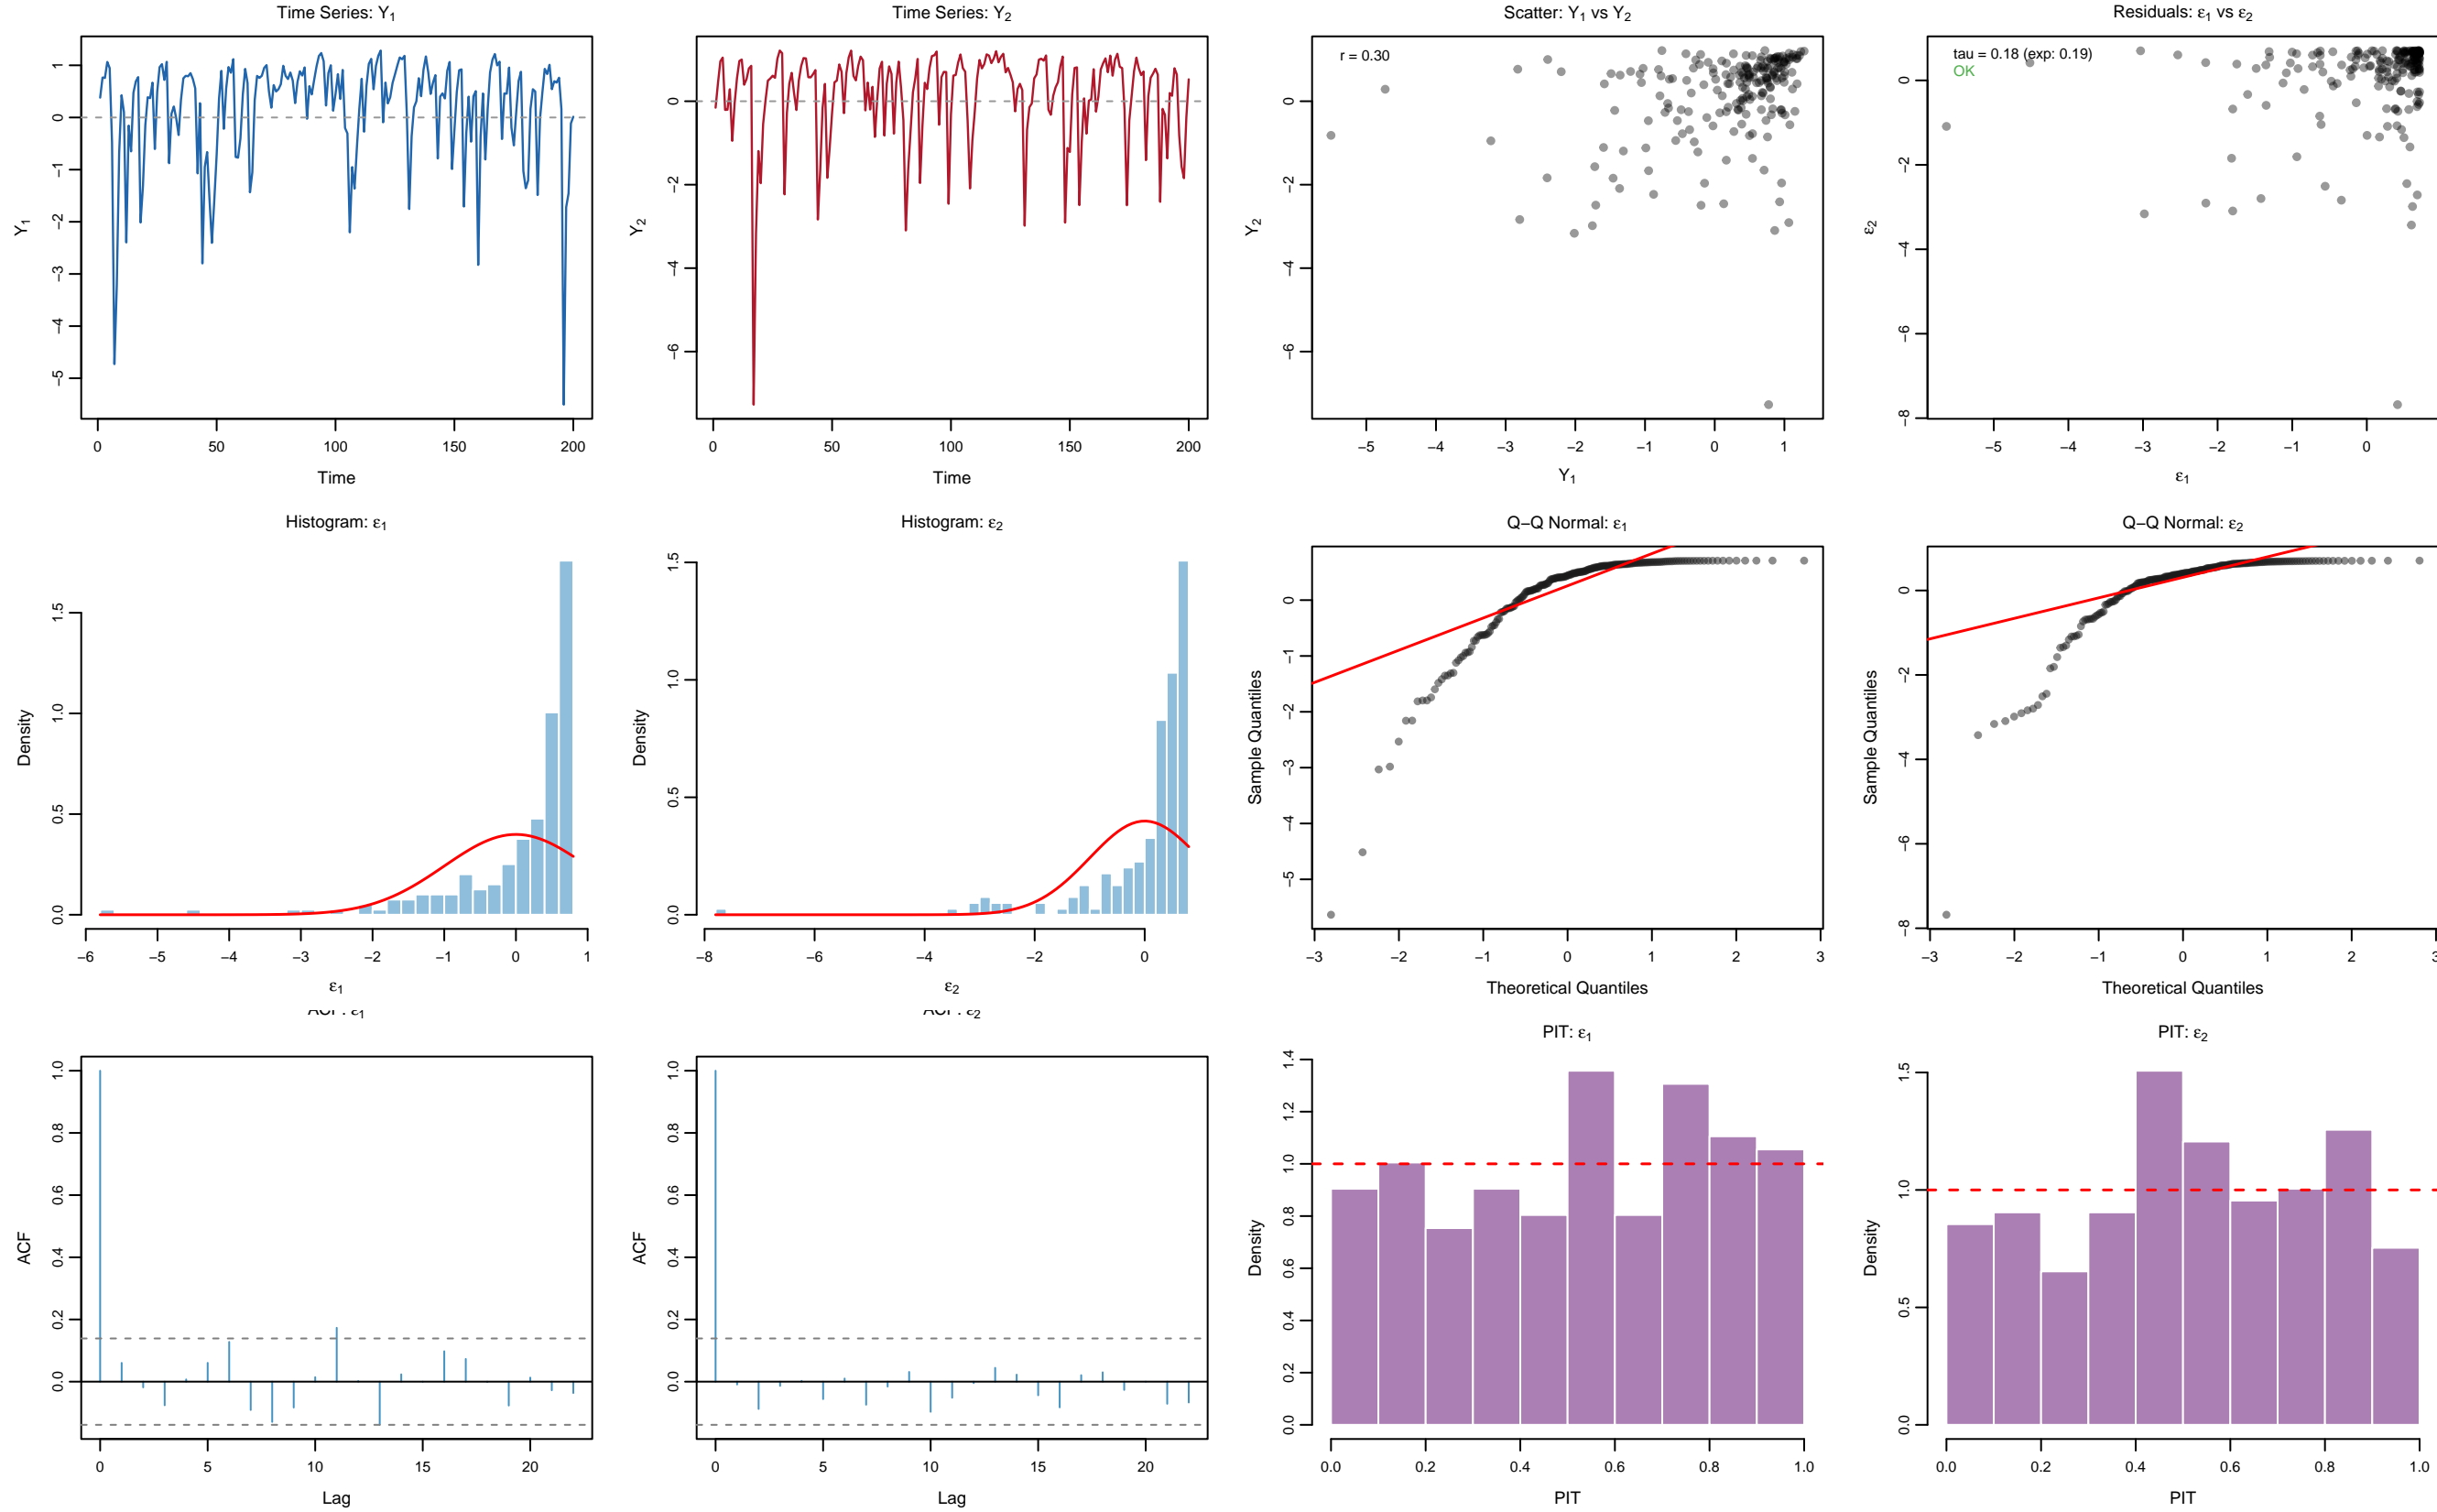 Time Series: Y1
Time Series: Y2
Scatter: Y1 vs Y2
Residuals: ε1 vs ε2
Y1
1
0
−1
−2
−3
−4
−5
0 50 100 150 200
Time
Y2
0
−2
−4
−6
0 50 100 150 200
Time
r = 0.30
Y2
0
−2
−4
−6
−5 −4 −3 −2 −1 0 1
Y1
tau = 0.18 (exp: 0.19)
OK
ε2
0
−2
−4
−6
−8
−5 −4 −3 −2 −1 0
ε1
Histogram: ε1
Histogram: ε2
Q−Q Normal: ε1
Q−Q Normal: ε2
Density
1.5
1.0
0.5
0.0
−6 −5 −4 −3 −2 −1 0 1
ε1
Density
1.5
1.0
0.5
0.0
−8 −6 −4 −2 0
ε2
Sample Quantiles
0
−1
−2
−3
−4
−5
−3 −2 −1 0 1 2 3
Theoretical Quantiles
Sample Quantiles
0
−2
−4
−6
−8
−3 −2 −1 0 1 2 3
Theoretical Quantiles
ACF: ε1
ACF: ε2
PIT: ε1
PIT: ε2
ACF
1.0
0.8
0.6
0.4
0.2
0.0
0 5 10 15 20
Lag
ACF
1.0
0.8
0.6
0.4
0.2
0.0
0 5 10 15 20
Lag
Density
1.4
1.2
1.0
0.8
0.6
0.4
0.2
0.0
0.0 0.2 0.4 0.6 0.8 1.0
PIT
Density
1.5
1.0
0.5
0.0
0.0 0.2 0.4 0.6 0.8 1.0
PIT